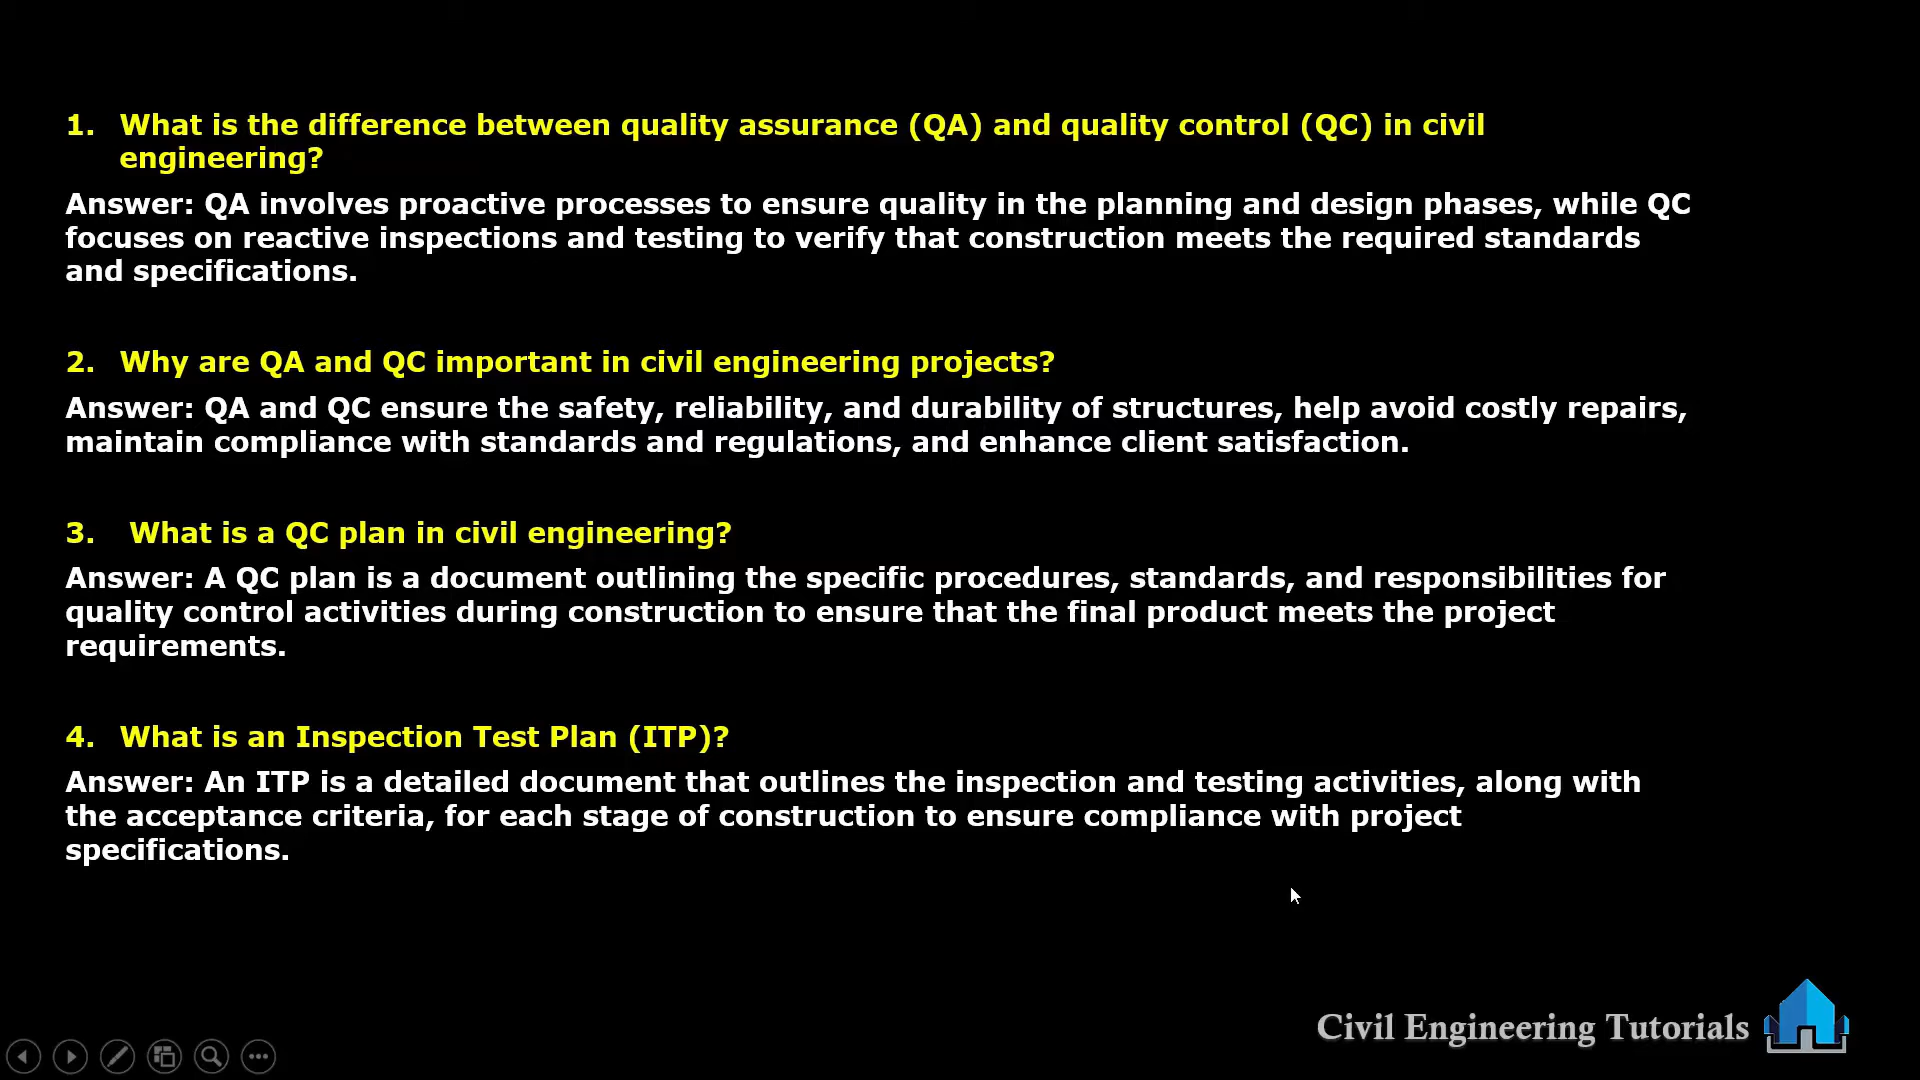 1. What is the difference between quality assurance (QA) and quality control (QC) in civil
engineering?
Answer: QA involves proactive processes to ensure quality in the planning and design phases, while QC
focuses on reactive inspections and testing to verify that construction meets the required standards
and specifications.
2. Why are QA and QC important in civil engineering projects?
Answer: QA and QC ensure the safety, reliability, and durability of structures, help avoid costly repairs,
maintain compliance with standards and regulations, and enhance client satisfaction.
3. What is a QC plan in civil engineering?
Answer: A QC plan is a document outlining the specific procedures, standards, and responsibilities for
quality control activities during construction to ensure that the final product meets the project
requirements.
4. What is an Inspection Test Plan (ITP)?
Answer: An ITP is a detailed document that outlines the inspection and testing activities, along with
the acceptance criteria, for each stage of construction to ensure compliance with project
specifications.
Civil Engineering Tutorials